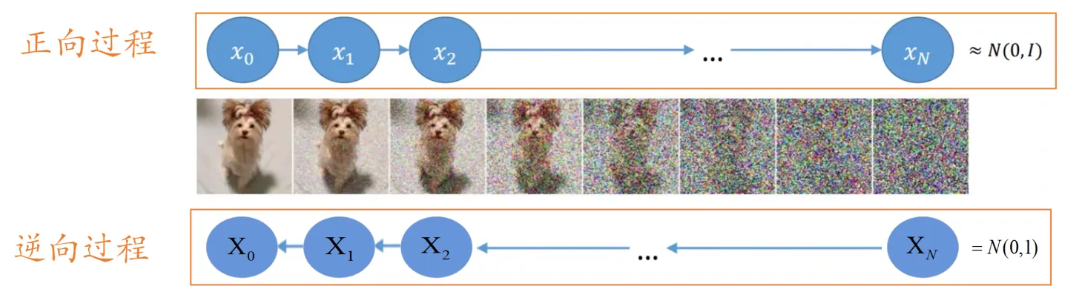 正向过程
x₀ x₁ x₂ ... x_N ≈ N(0,I)
逆向过程
X₀ X₁ X₂ ... X_N = N(0,1)